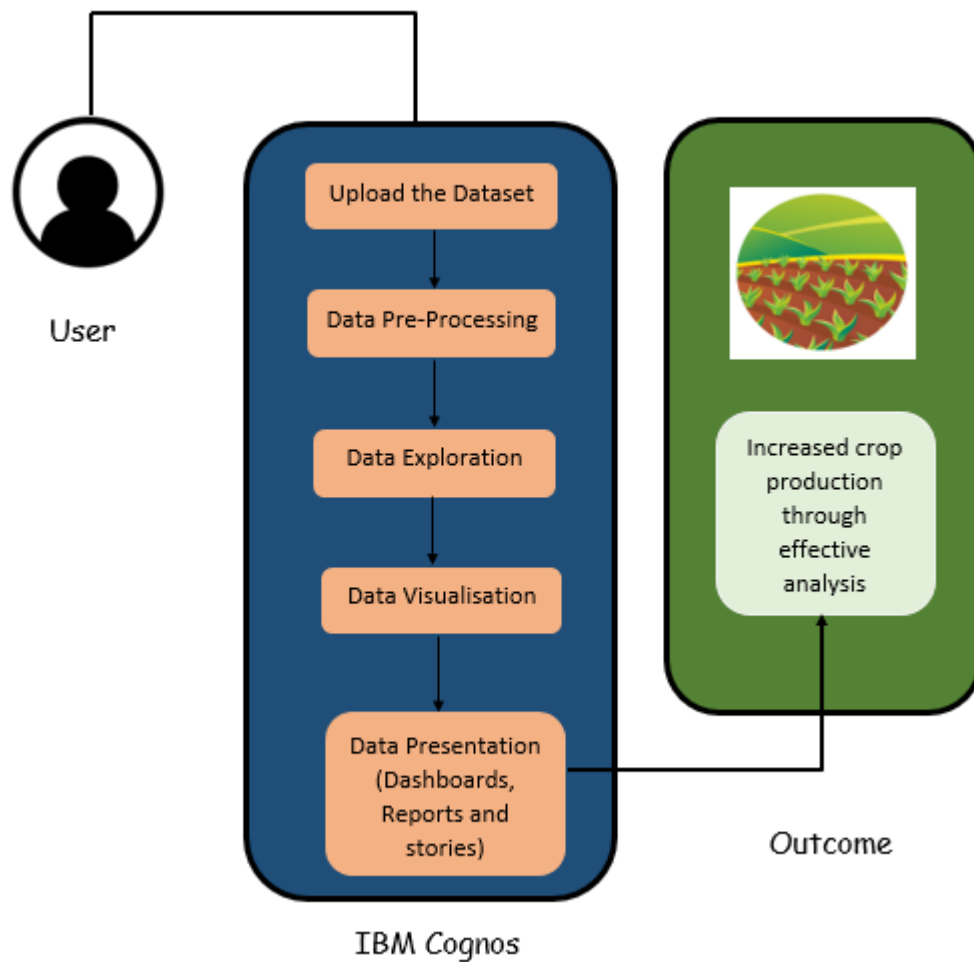 User
Upload the Dataset
Data Pre-Processing
Data Exploration
Data Visualisation
Data Presentation
(Dashboards,
Reports and
stories)
IBM Cognos
Increased crop
production
through
effective
analysis
Outcome